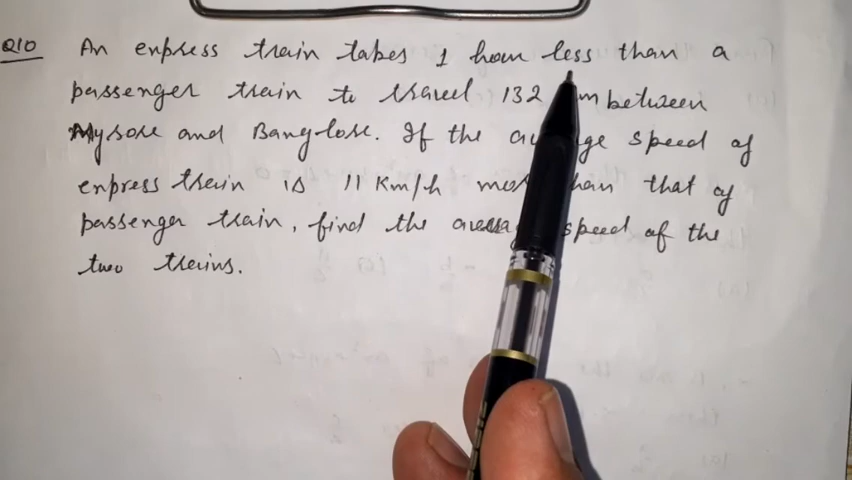 Q10 An express train takes 1 hour less than a
passenger train to travel 132 km between
Mysore and Banglore. If the average speed of
express train is 11 Km/h more than that of
passenger train, find the average speed of the
two trains.